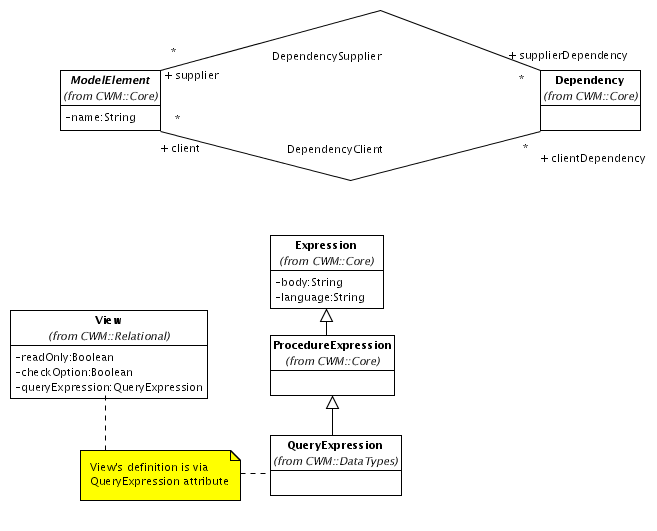 *
DependencySupplier
+ supplierDependency
ModelElement
(from CWM::Core)
-name:String
+ supplier
*
Dependency
(from CWM::Core)
*
+ client
DependencyClient
*
+ clientDependency
Expression
(from CWM::Core)
-body:String
-language:String
View
(from CWM::Relational)
-readOnly:Boolean
-checkOption:Boolean
-queryExpression:QueryExpression
ProcedureExpression
(from CWM::Core)
QueryExpression
(from CWM::DataTypes)
View's definition is via
QueryExpression attribute